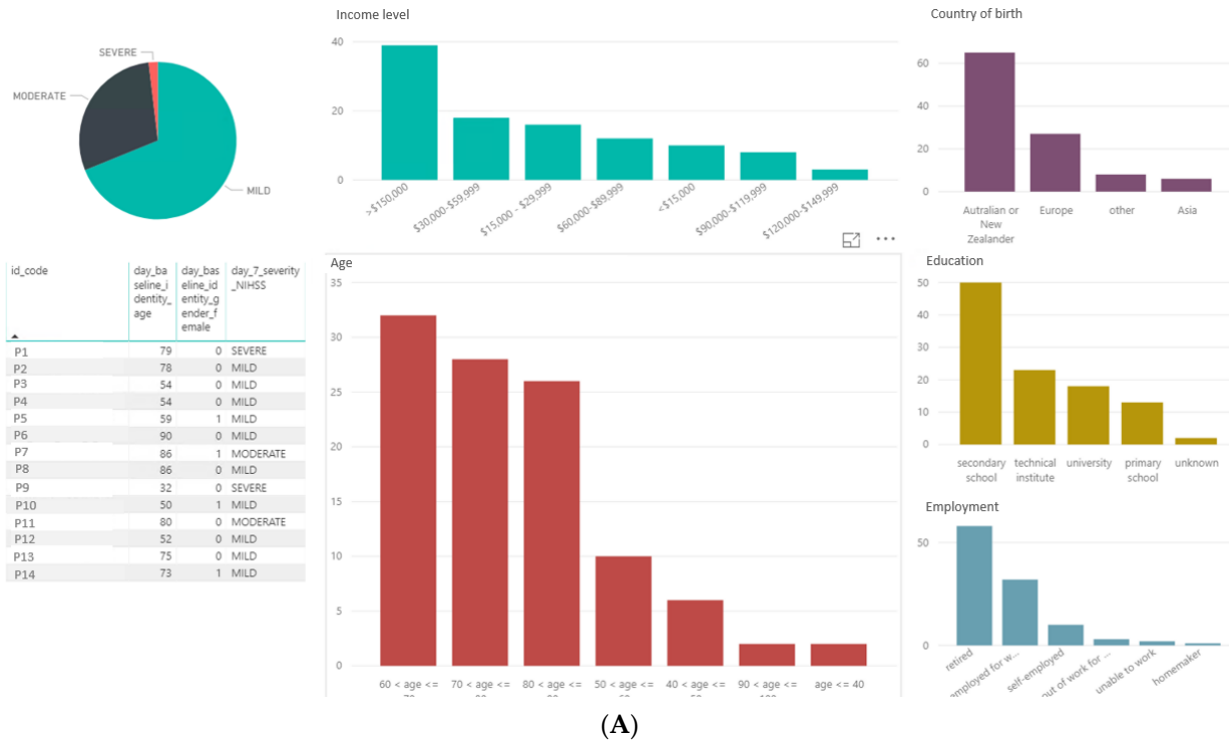 SEVERE
MODERATE
MILD
id_code
day_ba
seline_i
dentity_
age
day_bas
eline_id
entity_g
ender_f
emale
day_7_severity
_NIHSS
P1 79 0 SEVERE
P2 78 0 MILD
P3 54 0 MILD
P4 54 0 MILD
P5 59 1 MILD
P6 90 0 MILD
P7 86 1 MODERATE
P8 86 0 MILD
P9 32 0 SEVERE
P10 50 1 MILD
P11 80 0 MODERATE
P12 52 0 MILD
P13 75 0 MILD
P14 73 1 MILD
Income level
40
20
0
>$150,000
$30,000-$59,999
$15,000 - $29,999
$60,000-$89,999
<$15,000
$90,000-$119,999
$120,000-$149,999
Age
35
30
25
20
15
10
5
0
60 < age <=
70 < age <=
80 < age <=
50 < age <=
40 < age <=
90 < age <=
age <= 40
Country of birth
60
40
20
0
Autralian or
New
Zealander
Europe
other
Asia
Education
50
40
30
20
10
0
secondary
school
technical
institute
university
primary
school
unknown
Employment
50
0
retired
employed for w...
self-employed
out of work for ...
unable to work
homemaker
(A)